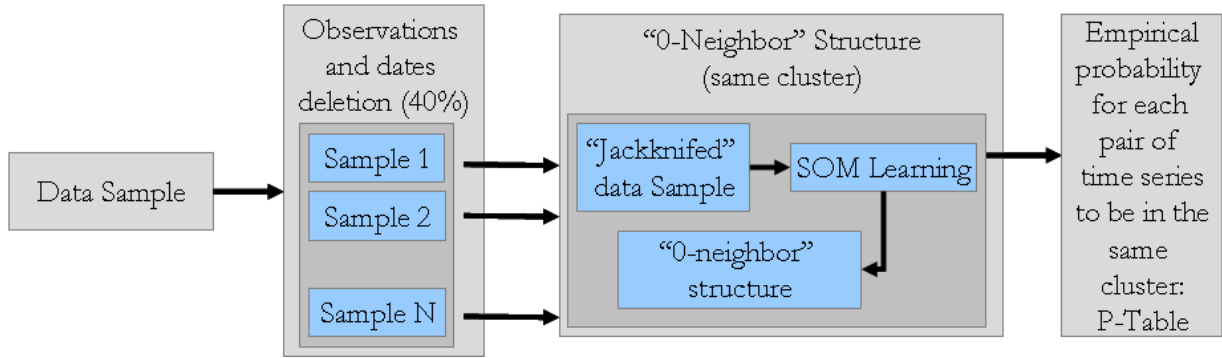 Data Sample
Observations
and dates
deletion (40%)
Sample 1
Sample 2
Sample N
“0-Neighbor” Structure
(same cluster)
“Jackknifed”
data Sample
SOM Learning
“0-neighbor”
structure
Empirical
probability
for each
pair of
time series
to be in the
same
cluster:
P-Table